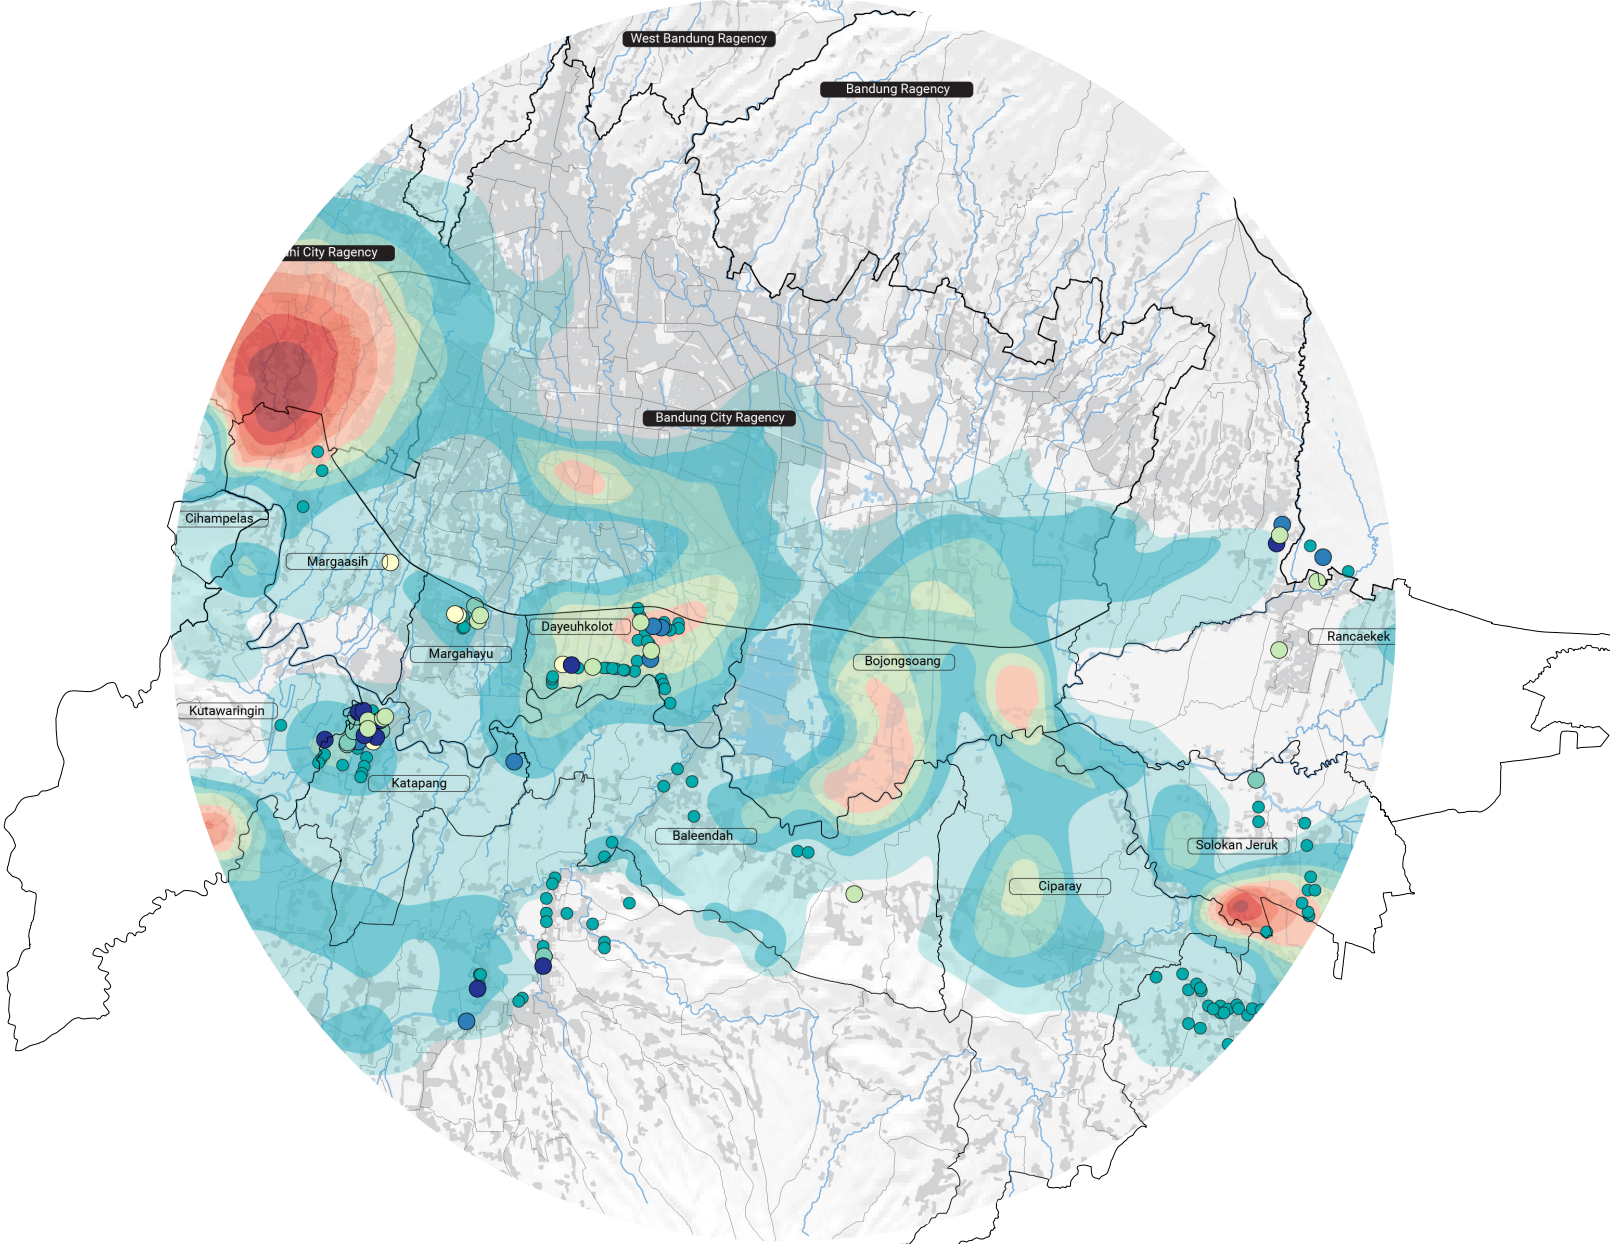 West Bandung Ragency
Bandung Ragency
hi City Ragency
Bandung City Ragency
Cihampelas
Margaasih
Dayeuhkolot
Margahayu
Rancaekek
Bojongsoang
Kutawaringin
Katapang
Baleendah
Solokan Jeruk
Ciparay